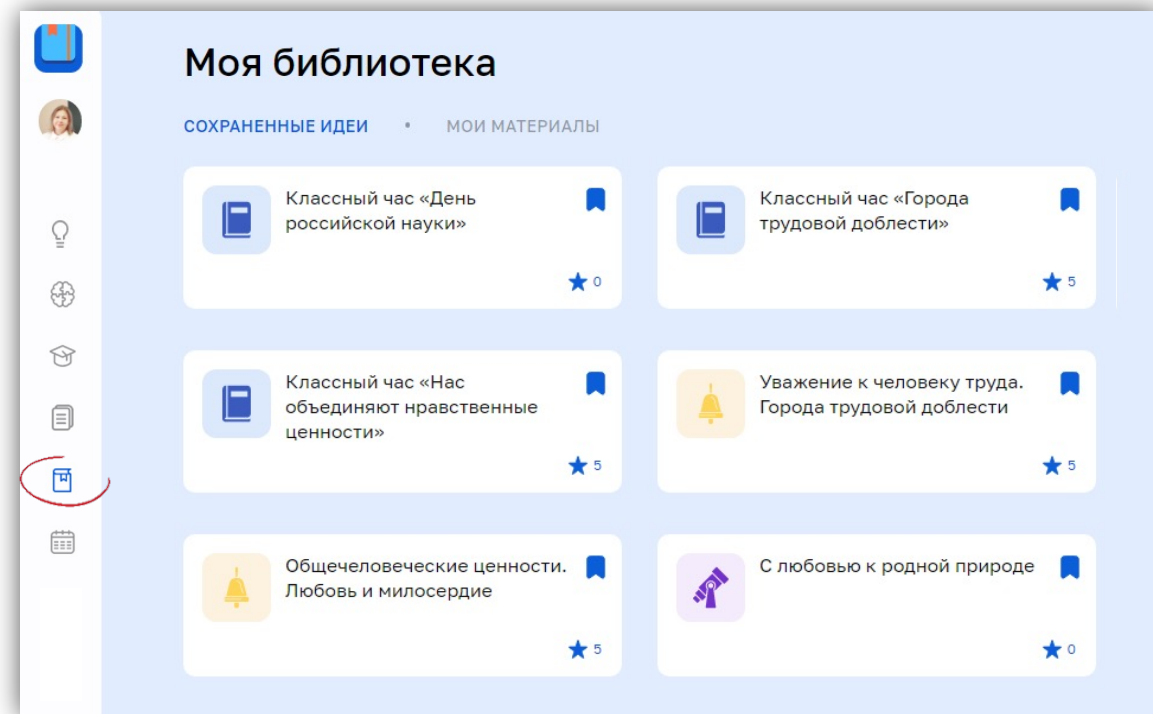 Моя библиотека
СОХРАНЕННЫЕ ИДЕИ • МОИ МАТЕРИАЛЫ
Классный час «День
российской науки»
0
Классный час «Города
трудовой доблести»
5
Классный час «Нас
объединяют нравственные
ценности»
5
Уважение к человеку труда.
Города трудовой доблести
5
Общечеловеческие ценности.
Любовь и милосердие
5
С любовью к родной природе
0